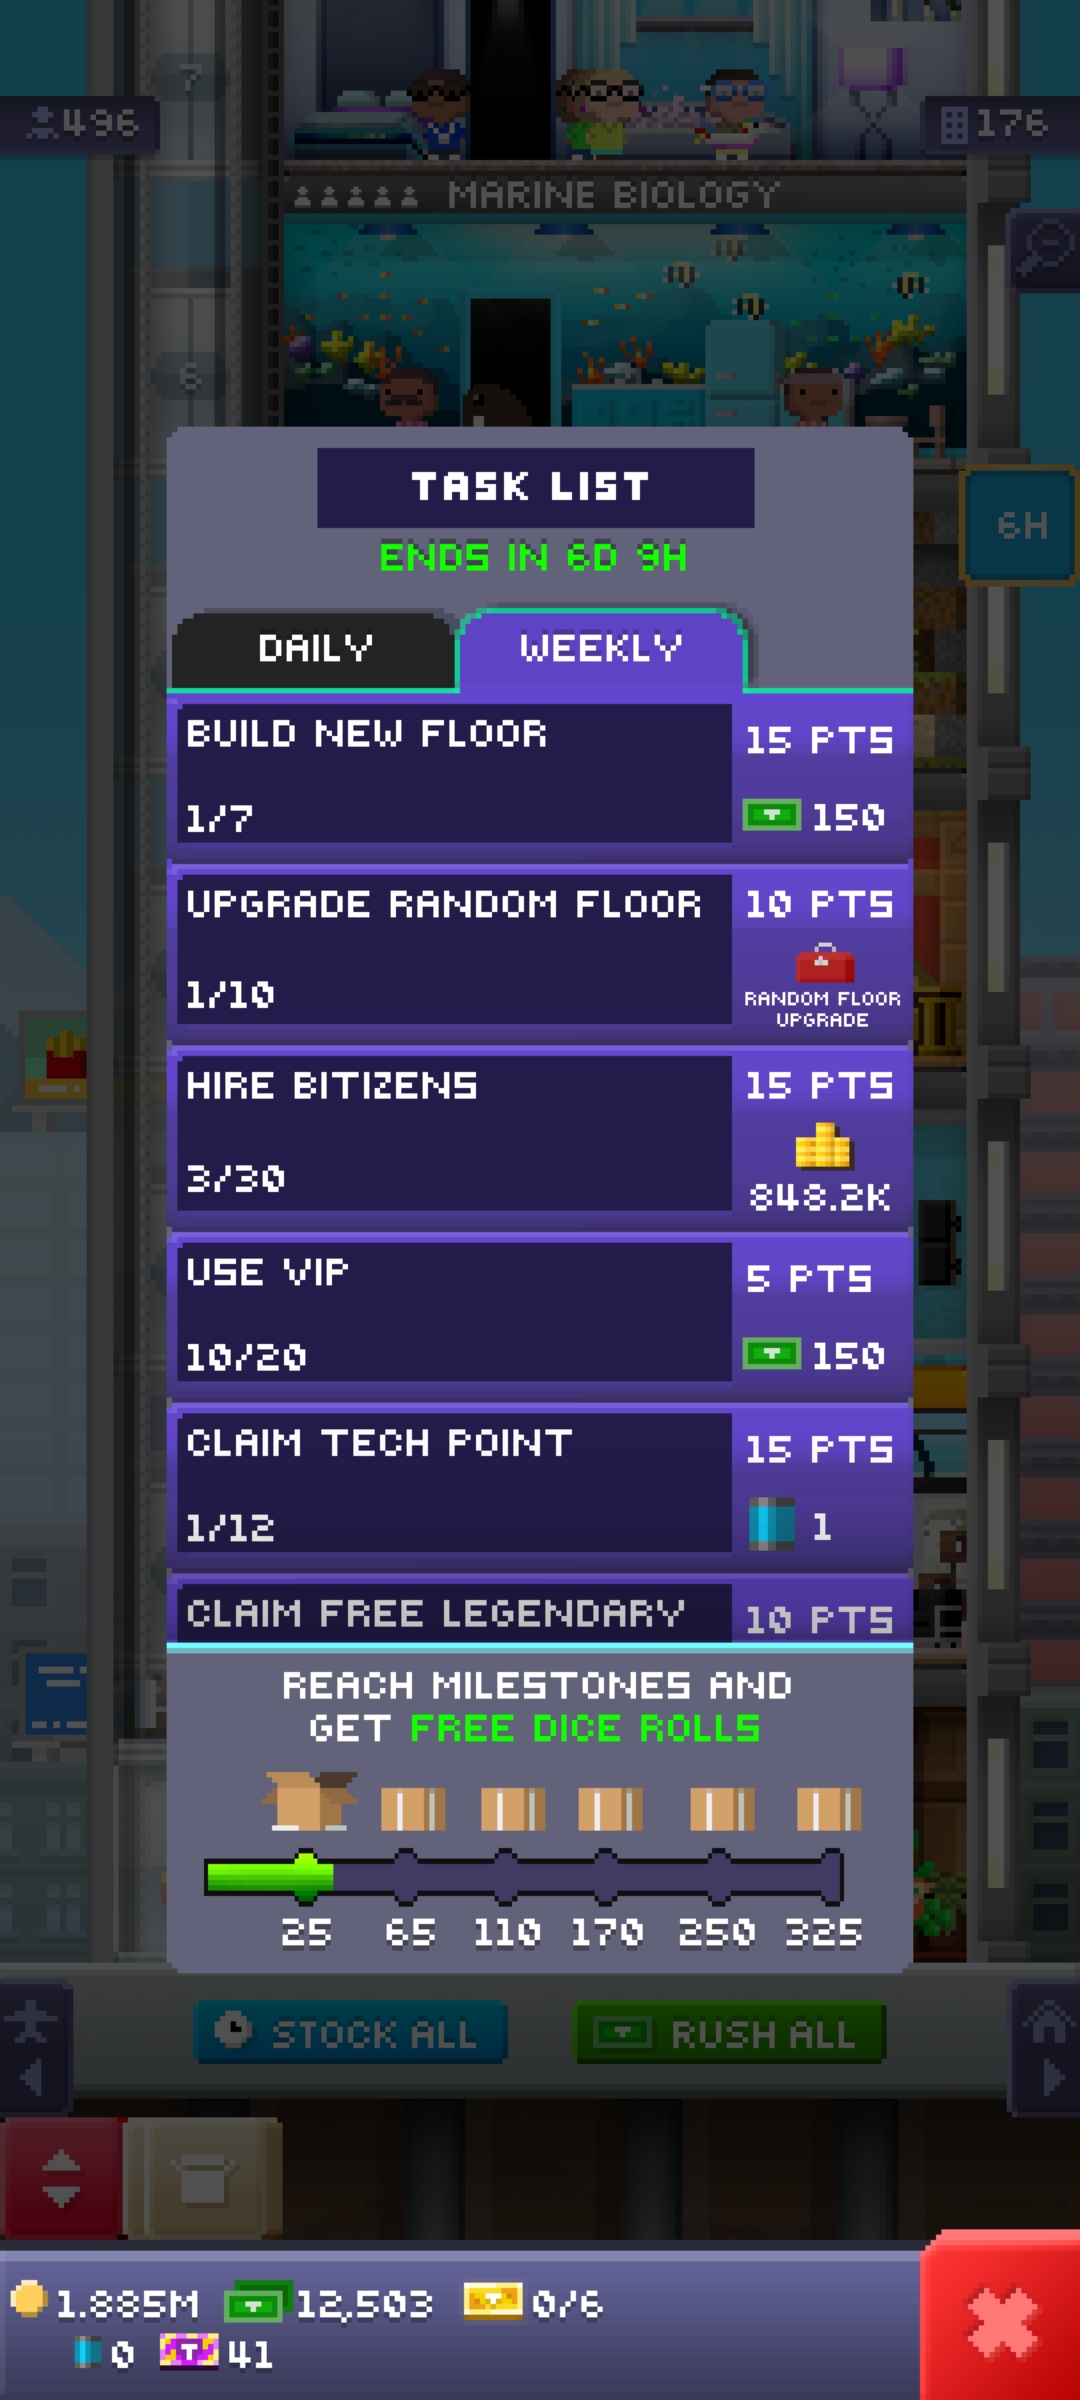 7
496
176
MARINE BIOLOGY
6
TASK LIST
6H
ENDS IN 6D 9H
DAILY
WEEKLY
BUILD NEW FLOOR
15 PTS
1/7
150
UPGRADE RANDOM FLOOR
10 PTS
1/10
RANDOM FLOOR
UPGRADE
HIRE BITIZENS
15 PTS
3/30
848.2K
USE VIP
5 PTS
10/20
150
CLAIM TECH POINT
15 PTS
1/12
1
CLAIM FREE LEGENDARY
10 PTS
REACH MILESTONES AND
GET FREE DICE ROLLS
25 65 110 170 250 325
STOCK ALL
RUSH ALL
1.885M 12,503 0/6
0 41